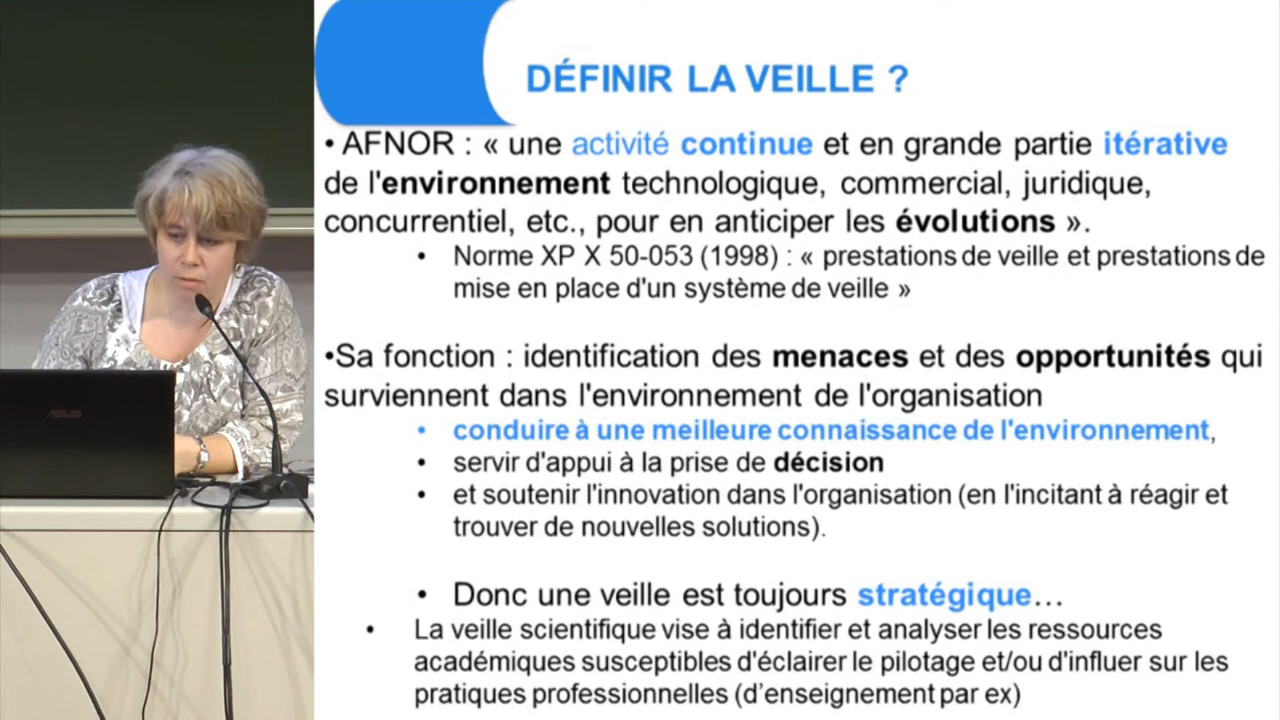 DÉFINIR LA VEILLE ?
• AFNOR : « une activité continue et en grande partie itérative
de l'environnement technologique, commercial, juridique,
concurrentiel, etc., pour en anticiper les évolutions ».
• Norme XP X 50-053 (1998) : « prestations de veille et prestations de
mise en place d'un système de veille »
•Sa fonction : identification des menaces et des opportunités qui
surviennent dans l'environnement de l'organisation
• conduire à une meilleure connaissance de l'environnement,
• servir d'appui à la prise de décision
• et soutenir l'innovation dans l'organisation (en l'incitant à réagir et
trouver de nouvelles solutions).
• Donc une veille est toujours stratégique…
• La veille scientifique vise à identifier et analyser les ressources
académiques susceptibles d'éclairer le pilotage et/ou d'influer sur les
pratiques professionnelles (d’enseignement par ex)
ASUS